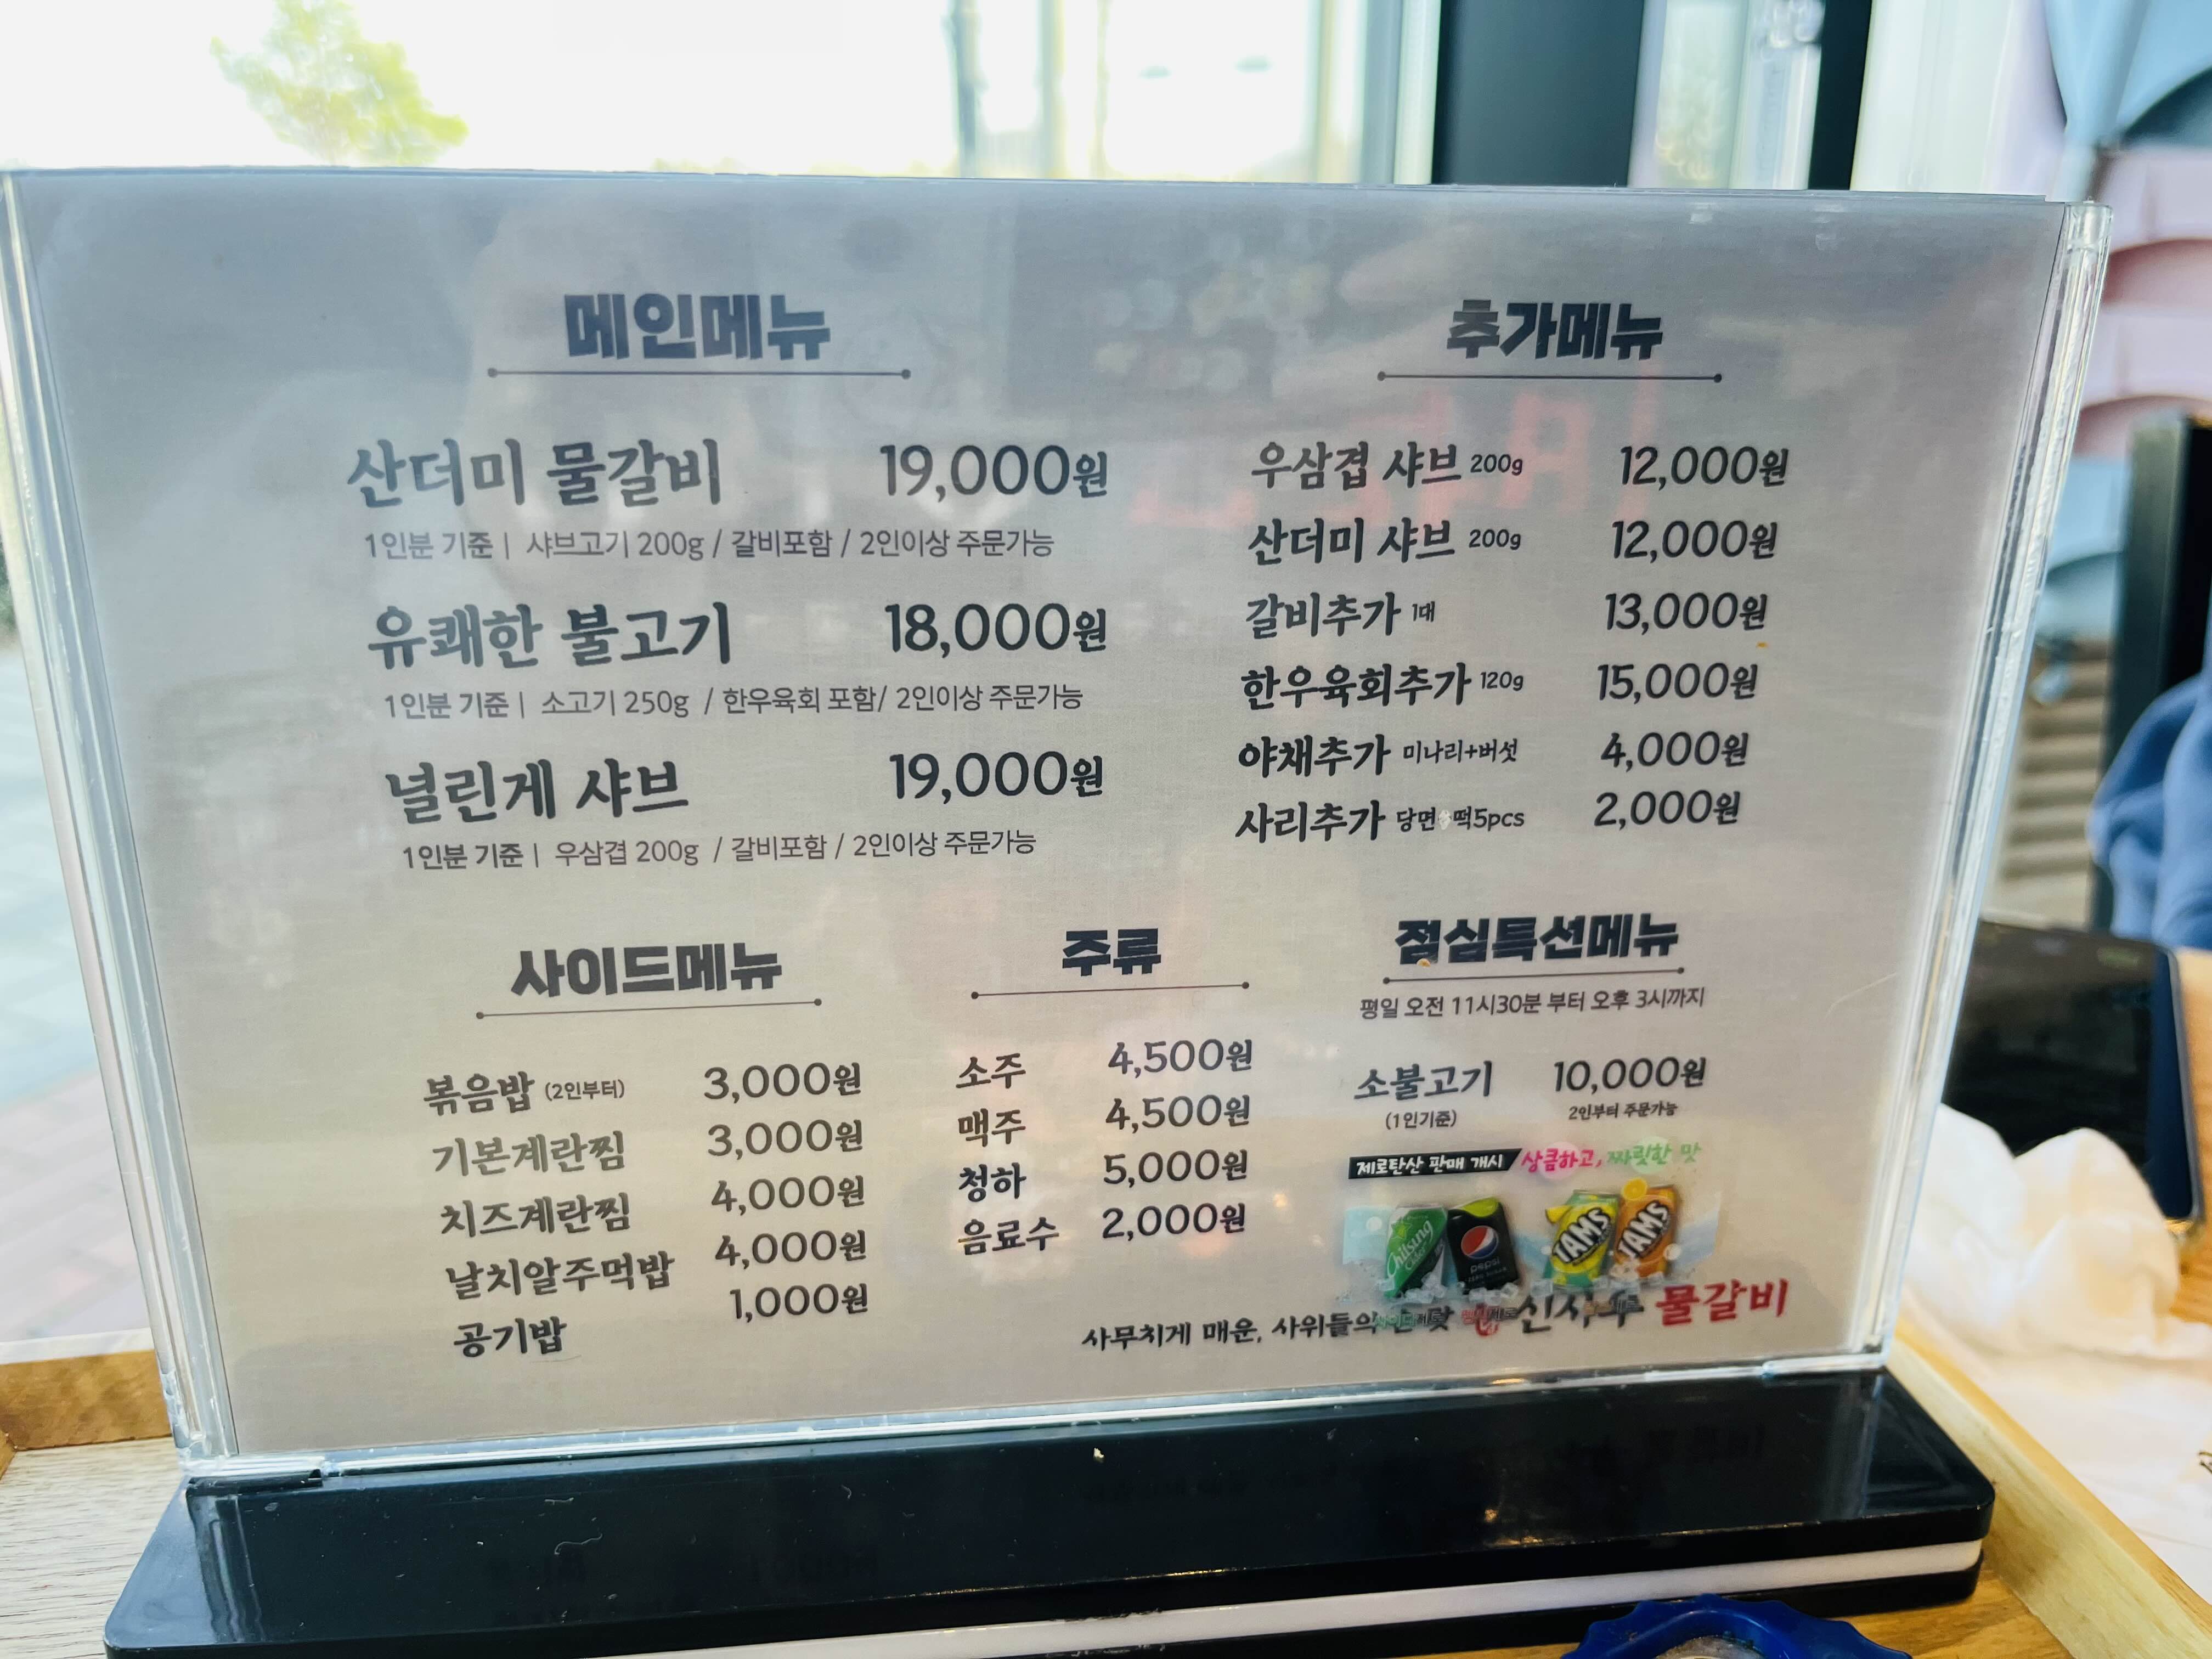 메인메뉴
산더미 물갈비 19,000원
1인분 기준 | 샤브고기 200g / 갈비포함 / 2인이상 주문가능
유쾌한 불고기 18,000원
1인분 기준 | 소고기 250g / 한우육회 포함/ 2인이상 주문가능
널린게 샤브 19,000원
1인분 기준 | 우삼겹 200g / 갈비포함 / 2인이상 주문가능
추가메뉴
우삼겹 샤브 200g 12,000원
산더미 샤브 200g 12,000원
갈비추가 1대 13,000원
한우육회추가 120g 15,000원
야채추가 미나리+버섯 4,000원
사리추가 당면 떡5pcs 2,000원
사이드메뉴
볶음밥 (2인부터) 3,000원
기본계란찜 3,000원
치즈계란찜 4,000원
날치알주먹밥 4,000원
공기밥 1,000원
주류
소주 4,500원
맥주 4,500원
청하 5,000원
음료수 2,000원
점심특선메뉴
평일 오전 11시30분 부터 오후 3시까지
소불고기 10,000원
(1인기준) 2인부터 주문가능
제로탄산 판매 개시 상큼하고, 짜릿한 맛
Chilsung Cider
pepsi
TAMS
TAMS
사무치게 매운, 사위들의 물갈비